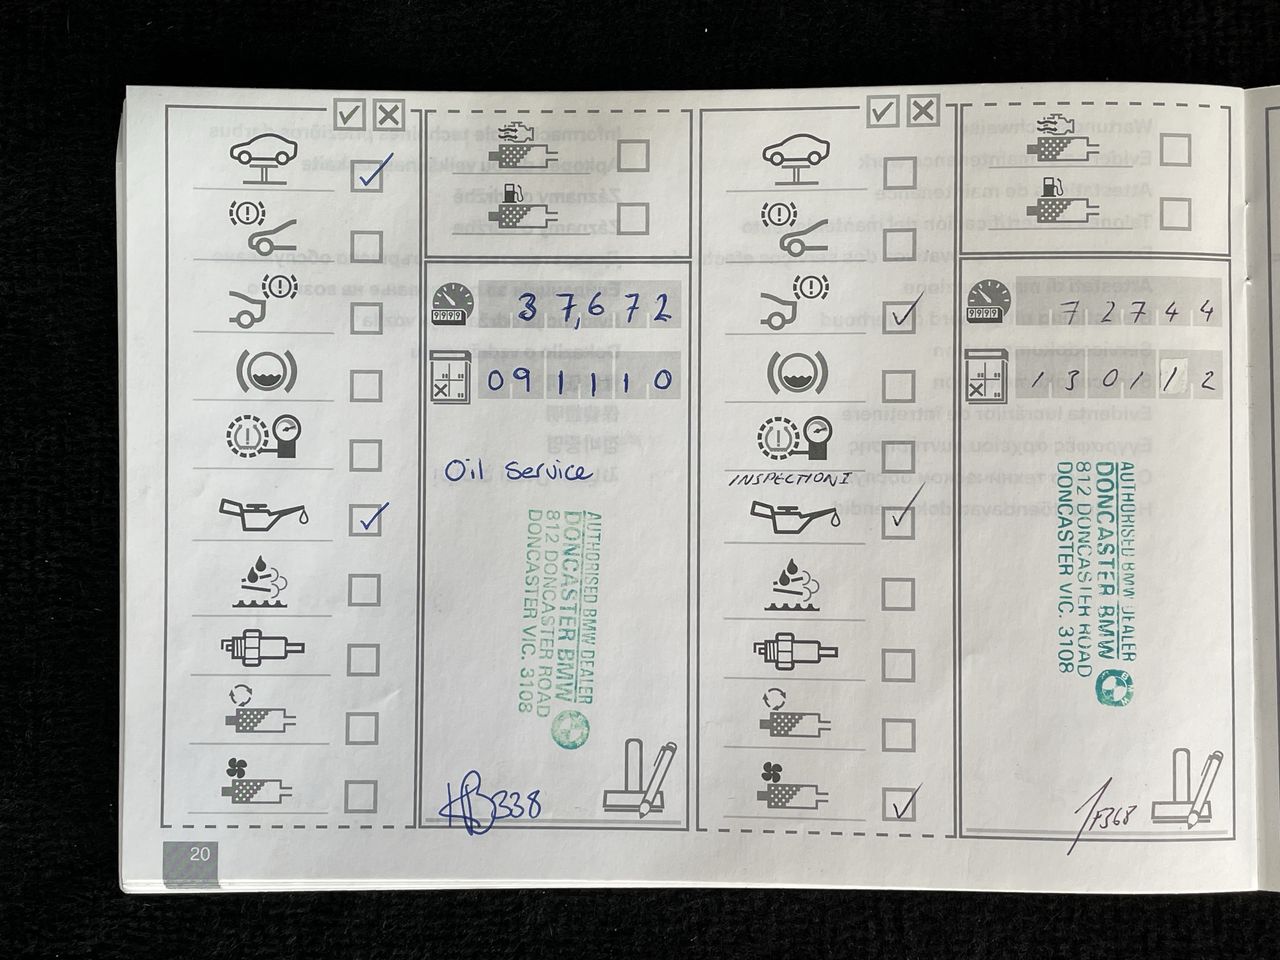 37,672
091110
Oil Service
AUTHORISED BMW DEALER
DONCASTER BMW
812 DONCASTER ROAD
DONCASTER VIC. 3108
338
20
INSPECTION I
72744
130112
AUTHORISED BMW DEALER
DONCASTER BMW
812 DONCASTER ROAD
DONCASTER VIC. 3108